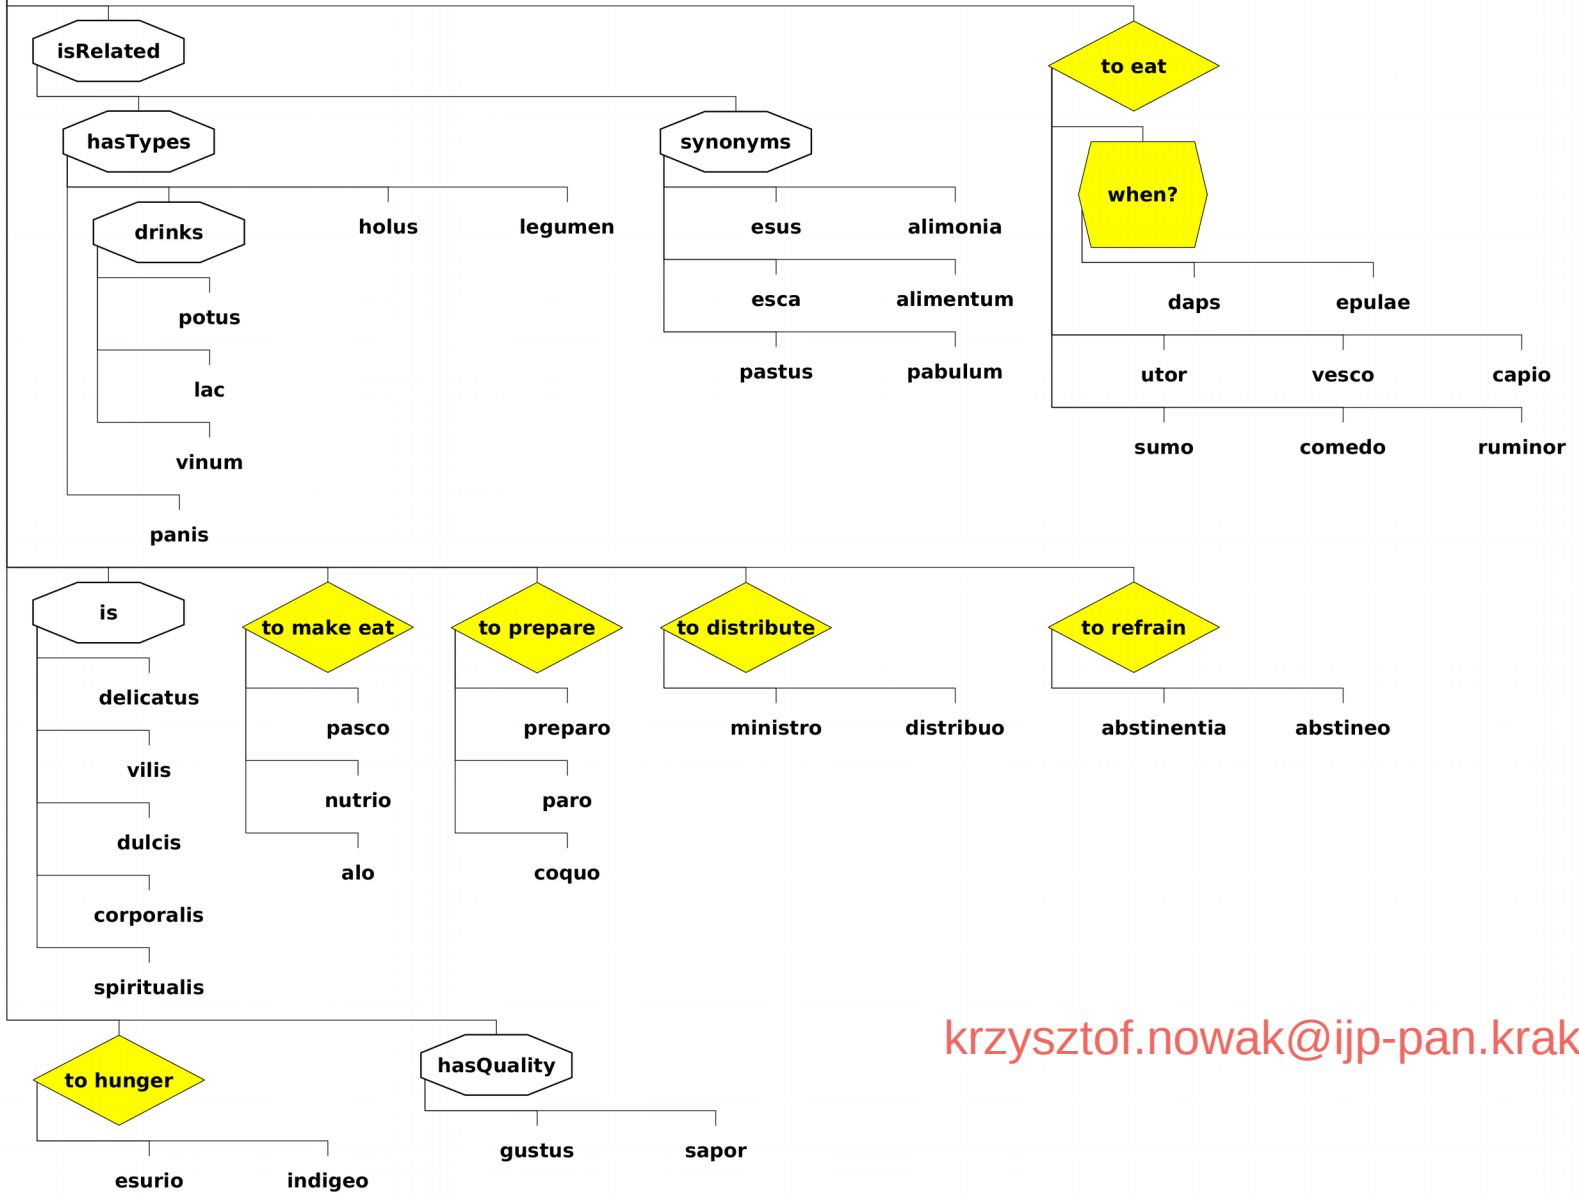 isRelated
to eat
hasTypes
synonyms
when?
drinks
holus
legumen
esus
alimonia
potus
esca
alimentum
daps
epulae
lac
pastus
pabulum
utor
vesco
capio
vinum
sumo
comedo
ruminor
panis
is
to make eat
to prepare
to distribute
to refrain
delicatus
pasco
preparo
ministro
distribuo
abstinentia
abstineo
vilis
nutrio
paro
dulcis
alo
coquo
corporalis
spiritualis
to hunger
hasQuality
krzysztof.nowak@ijp-pan.krak
gustus
sapor
esurio
indigeo